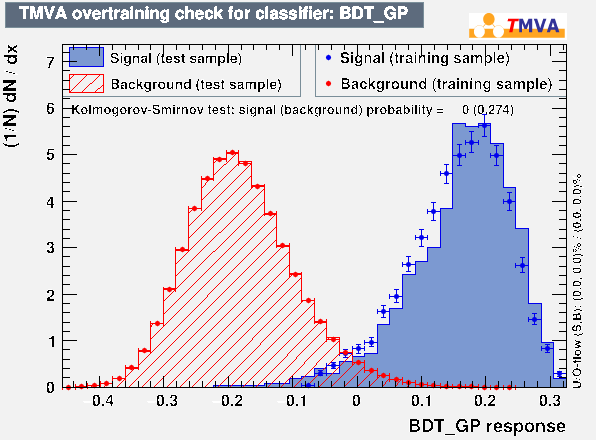 TMVA overtraining check for classifier: BDT_GP
TMVA
Signal (test sample)
Background (test sample)
Signal (training sample)
Background (training sample)
Kolmogorov-Smirnov test: signal (background) probability = 0 (0.274)
(1/N) dN / dx
7
6
5
4
3
2
1
0
0.4 0.3 0.2 0.1 0 0.1 0.2 0.3
BDT_GP response
U/O-flow (S,B): (0.0, 0.0)% / (0.0, 0.0)%